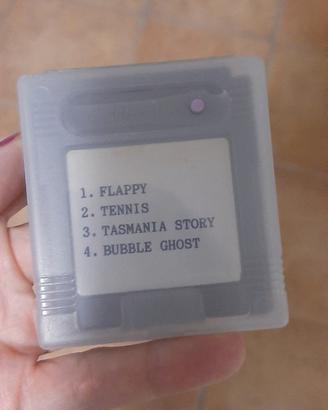 1. FLAPPY
2. TENNIS
3. TASMANIA STORY
4. BUBBLE GHOST